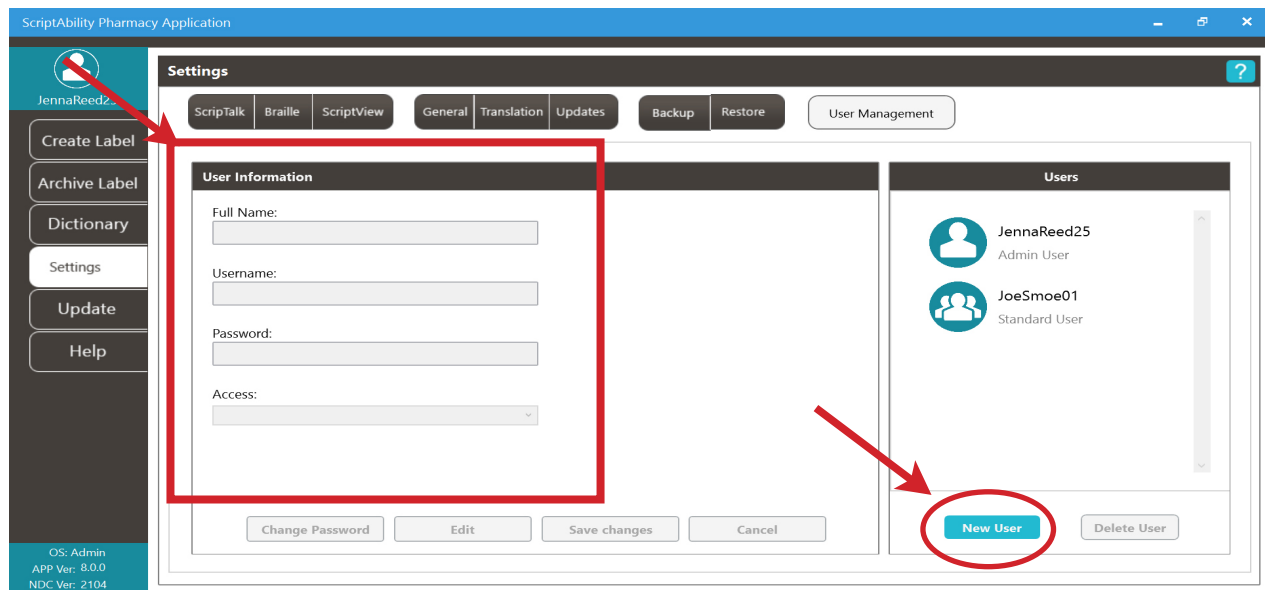 ScriptAbility Pharmacy Application
Settings
?
JennaReed25
ScripTalk Braille ScriptView General Translation Updates Backup Restore User Management
Create Label
Archive Label
Dictionary
Settings
Update
Help
User Information
Full Name:
Username:
Password:
Access:
Change Password Edit Save changes Cancel
Users
JennaReed25
Admin User
JoeSmoe01
Standard User
New User Delete User
OS: Admin
APP Ver: 8.0.0
NDC Ver: 2104